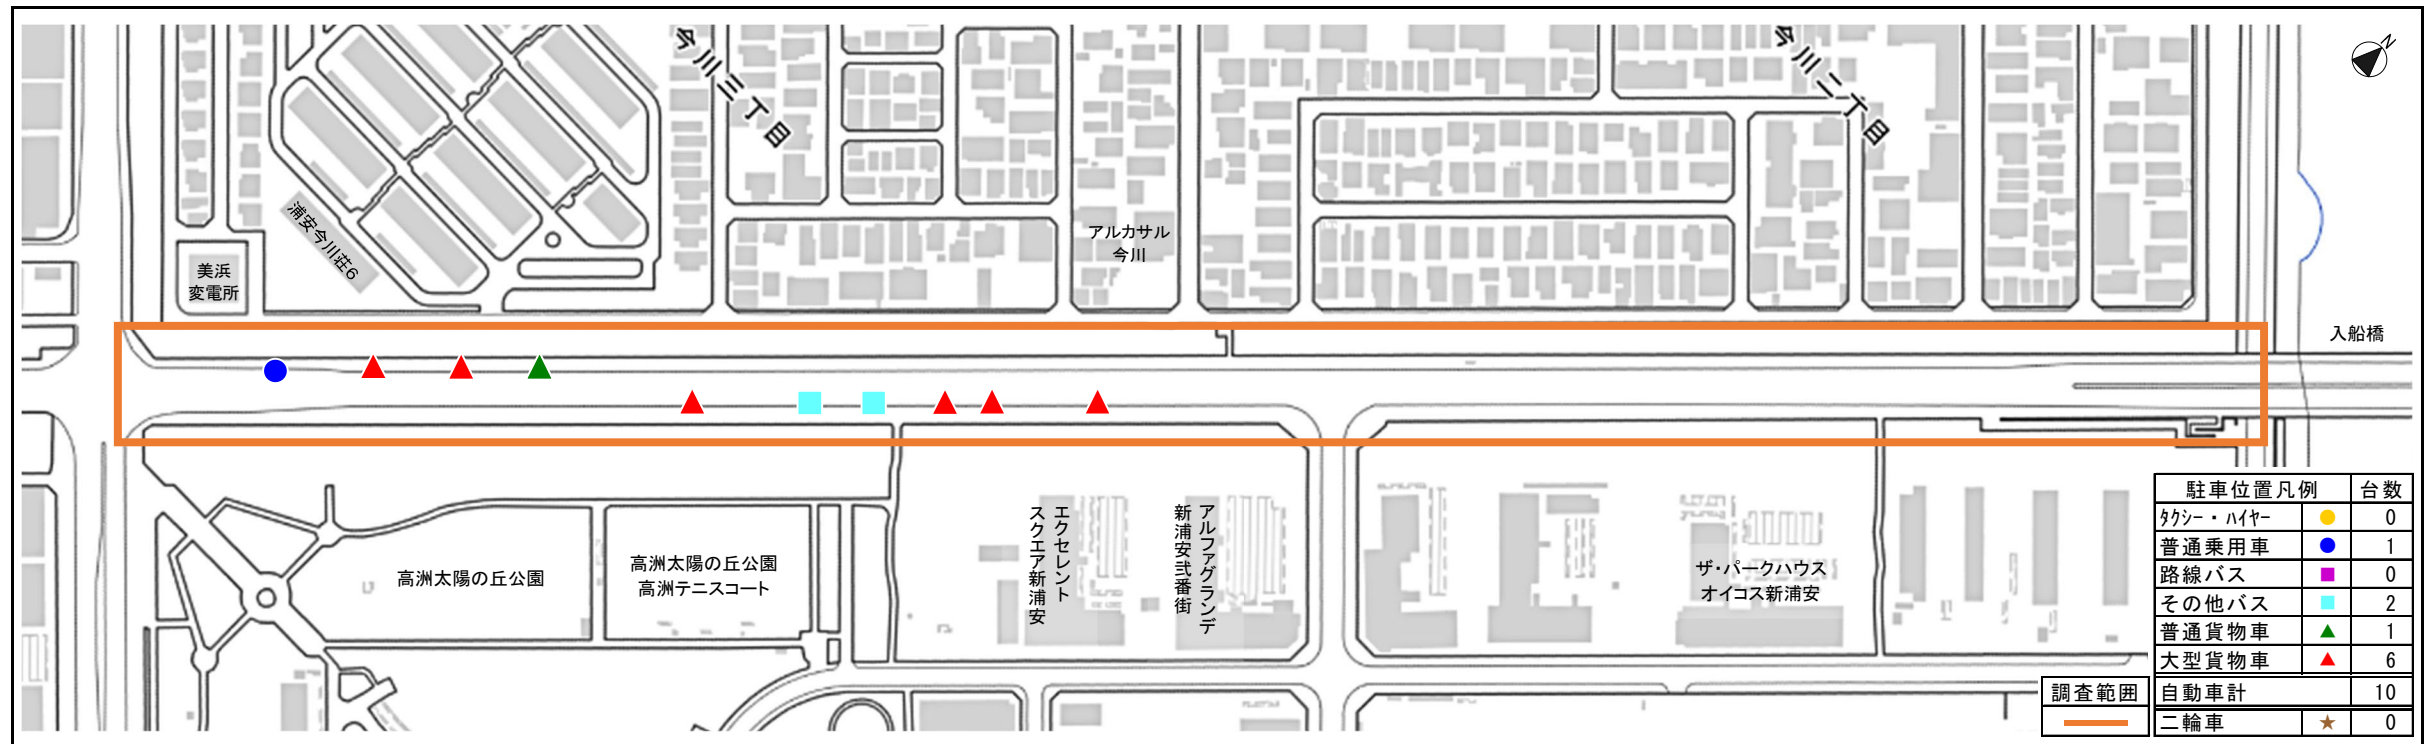 N
今川三丁目
今川二丁目
浦安今川荘6
美浜
変電所
アルカサル
今川
入船橋
高洲太陽の丘公園
高洲太陽の丘公園
高洲テニスコート
エクセレント
スクエア新浦安
アルファグランデ
新浦安弐番街
ザ・パークハウス
オイコス新浦安
駐車位置凡例 台数
ﾀｸｼｰ・ﾊｲﾔｰ ● 0
普通乗用車 ● 1
路線バス ■ 0
その他バス ■ 2
普通貨物車 ▲ 1
大型貨物車 ▲ 6
自動車計 10
二輪車 ★ 0
調査範囲